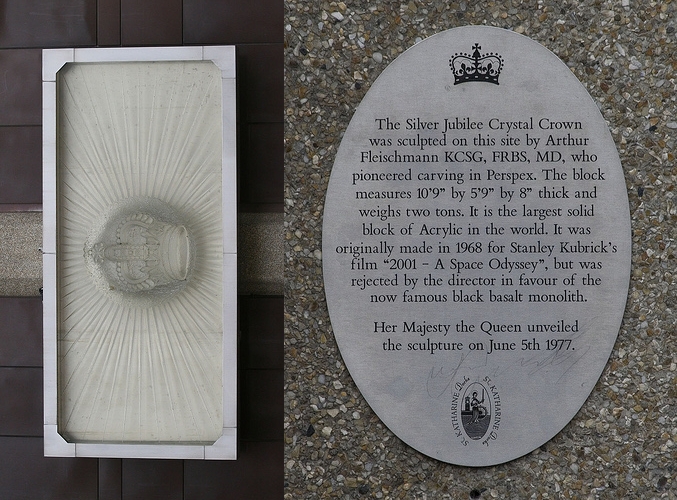 The Silver Jubilee Crystal Crown
was sculpted on this site by Arthur
Fleischmann KCSG, FRBS, MD, who
pioneered carving in Perspex. The block
measures 10'9" by 5'9" by 8" thick and
weighs two tons. It is the largest solid
block of Acrylic in the world. It was
originally made in 1968 for Stanley Kubrick's
film "2001 – A Space Odyssey", but was
rejected by the director in favour of the
now famous black basalt monolith.
Her Majesty the Queen unveiled
the sculpture on June 5th 1977.
St. KATHARINE Docks
St. KATHARINE Docks